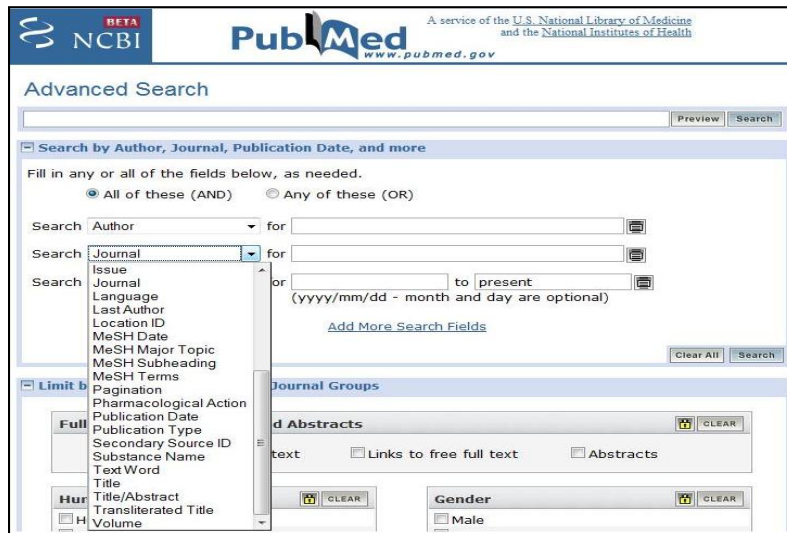 BETA
NCBI
PubMed
www.pubmed.gov
A service of the U.S. National Library of Medicine
and the National Institutes of Health
Advanced Search
Preview Search
Search by Author, Journal, Publication Date, and more
Fill in any or all of the fields below, as needed.
All of these (AND) Any of these (OR)
Search Author for
Search Journal for
Search or to present
(yyyy/mm/dd - month and day are optional)
Add More Search Fields
Clear All Search
Issue
Journal
Language
Last Author
Location ID
MeSH Date
MeSH Major Topic
MeSH Subheading
MeSH Terms
Pagination
Pharmacological Action
Publication Date
Publication Type
Secondary Source ID
Substance Name
Text Word
Title
Title/Abstract
Transliterated Title
Volume
Limit b Journal Groups
Full d Abstracts CLEAR
text Links to free full text Abstracts
Hur CLEAR
H
Gender CLEAR
Male